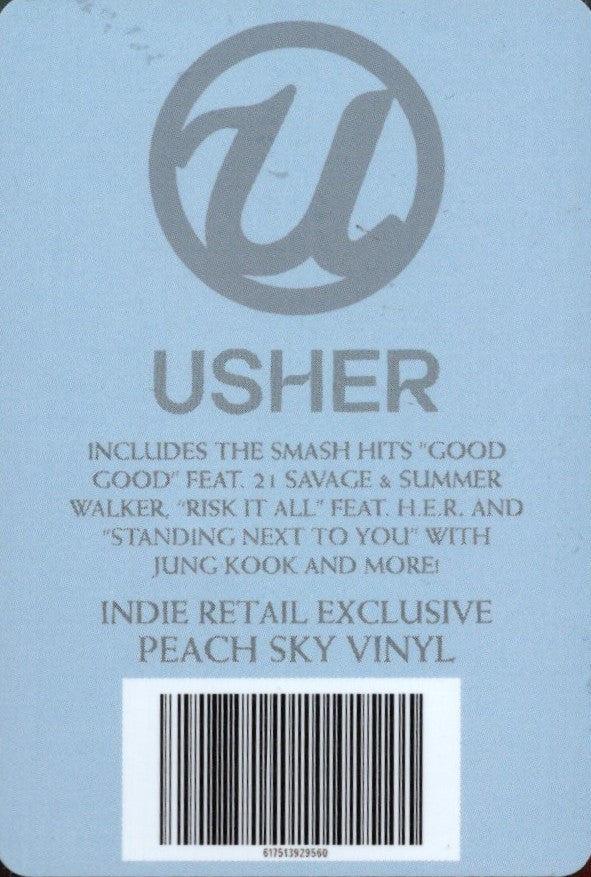 u
USHER
INCLUDES THE SMASH HITS "GOOD
GOOD" FEAT. 21 SAVAGE & SUMMER
WALKER, "RISK IT ALL" FEAT. H.E.R. AND
"STANDING NEXT TO YOU" WITH
JUNG KOOK AND MORE!
INDIE RETAIL EXCLUSIVE
PEACH SKY VINYL
617513929560